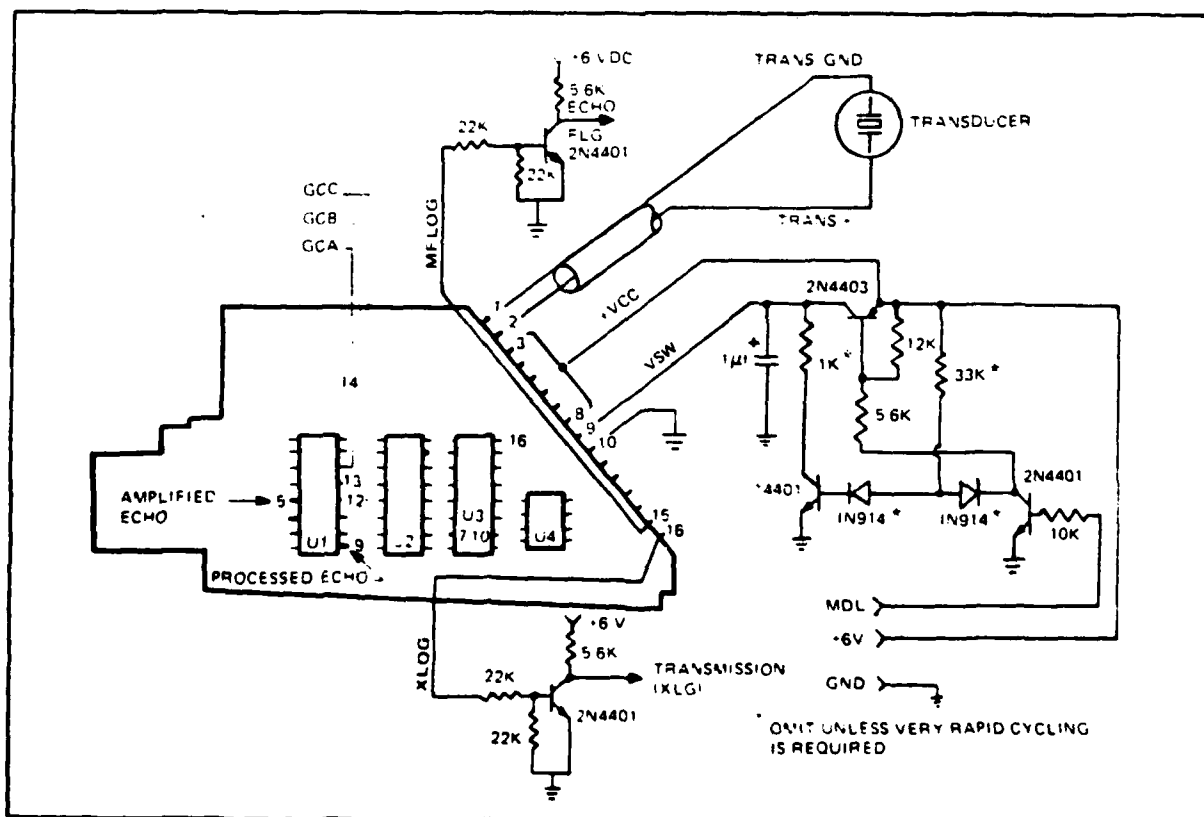 +6 VDC
5.6K
ECHO
FLG
2N4401
22K
22K
TRANS GND
TRANSDUCER
TRANS +
GCC
GCB
GCA
MFLOG
1
2
3
8
9
10
15
16
+VCC
VSW
2N4403
1µf
+
1K *
12K
33K *
5.6K
2N4401
4401
1N914 *
1N914 *
10K
14
16
13
12
5
9
AMPLIFIED
ECHO
U1
U2
U3
7 10
U4
PROCESSED ECHO
XLOG
+6 V
5.6K
22K
22K
2N4401
TRANSMISSION
(XLG)
MDL
+6V
GND
* OMIT UNLESS VERY RAPID CYCLING
IS REQUIRED